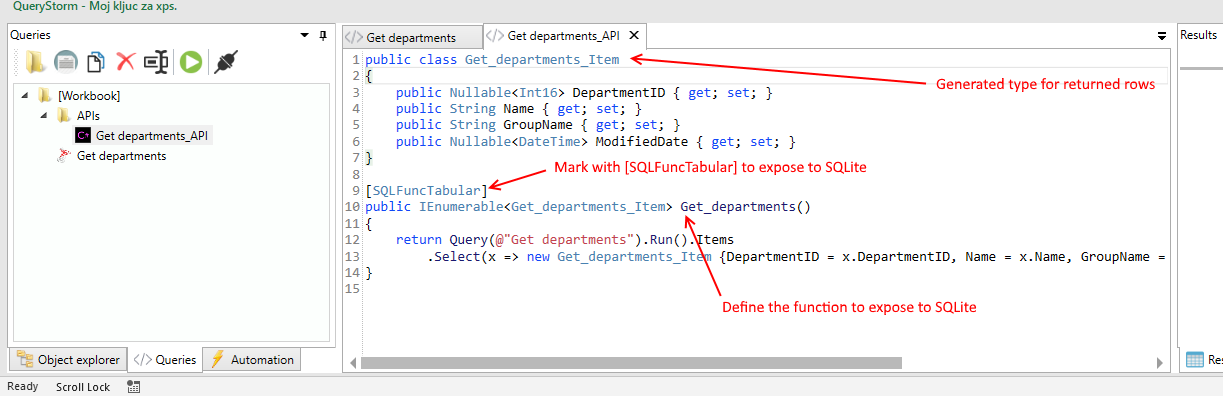 QueryStorm - Moj kljuc za xps.
Queries
[Workbook]
APIs
Get departments_API
Get departments
Object explorer
</> Queries
Automation
</> Get departments
</> Get departments_API
1 public class Get_departments_Item
2 {
3 public Nullable<Int16> DepartmentID { get; set; }
4 public String Name { get; set; }
5 public String GroupName { get; set; }
6 public Nullable<DateTime> ModifiedDate { get; set; }
7 }
8
9 [SQLFuncTabular]
10 public IEnumerable<Get_departments_Item> Get_departments()
11 {
12 return Query(@"Get departments").Run().Items
13 .Select(x => new Get_departments_Item {DepartmentID = x.DepartmentID, Name = x.Name, GroupName =
14 }
15
Generated type for returned rows
Mark with [SQLFuncTabular] to expose to SQLite
Define the function to expose to SQLite
Results
Res
Ready
Scroll Lock